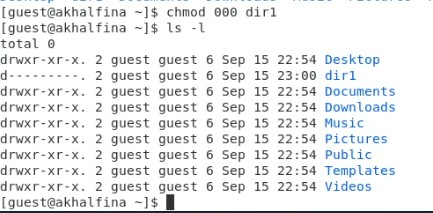 [guest@akhalfina ~]$ chmod 000 dir1
[guest@akhalfina ~]$ ls -l
total 0
drwxr-xr-x. 2 guest guest 6 Sep 15 22:54 Desktop
d---------. 2 guest guest 6 Sep 15 23:00 dir1
drwxr-xr-x. 2 guest guest 6 Sep 15 22:54 Documents
drwxr-xr-x. 2 guest guest 6 Sep 15 22:54 Downloads
drwxr-xr-x. 2 guest guest 6 Sep 15 22:54 Music
drwxr-xr-x. 2 guest guest 6 Sep 15 22:54 Pictures
drwxr-xr-x. 2 guest guest 6 Sep 15 22:54 Public
drwxr-xr-x. 2 guest guest 6 Sep 15 22:54 Templates
drwxr-xr-x. 2 guest guest 6 Sep 15 22:54 Videos
[guest@akhalfina ~]$